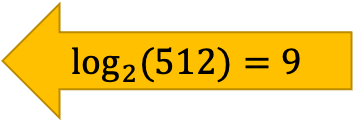 log₂(512) = 9